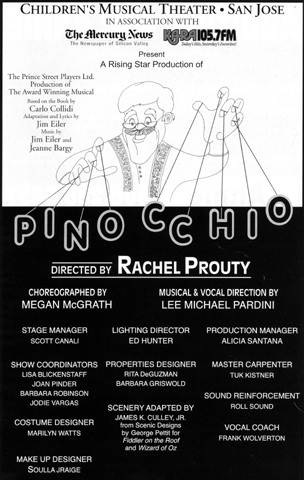 CHILDREN'S MUSICAL THEATER • SAN JOSE
IN ASSOCIATION WITH
The Mercury News
The Newspaper of Silicon Valley
KARA 105.7FM
Today's Hits, Yesterday's Favorites!
Present
A Rising Star Production of
The Prince Street Players Ltd.
Production of
The Award Winning Musical
Based on the Book by
Carlo Collidi
Adaptation and Lyrics by
Jim Eiler
Music by
Jim Eiler and
Jeanne Bargy
PINOCCHIO
DIRECTED BY RACHEL PROUTY
CHOREOGRAPHED BY
MEGAN McGRATH
MUSICAL & VOCAL DIRECTION BY
LEE MICHAEL PARDINI
STAGE MANAGER
SCOTT CANALI
SHOW COORDINATORS
LISA BLICKENSTAFF
JOAN PINDER
BARBARA ROBINSON
JODIE VARGAS
COSTUME DESIGNER
MARILYN WATTS
MAKE UP DESIGNER
SOULLA JRAIGE
LIGHTING DIRECTOR
ED HUNTER
PROPERTIES DESIGNER
RITA DeGUZMAN
BARBARA GRISWOLD
SCENERY ADAPTED BY
JAMES K. CULLEY, JR.
from Scenic Designs
by George Pettit for
Fiddler on the Roof
and
Wizard of Oz
PRODUCTION MANAGER
ALICIA SANTANA
MASTER CARPENTER
TUK KISTNER
SOUND REINFORCEMENT
ROLL SOUND
VOCAL COACH
FRANK WOLVERTON